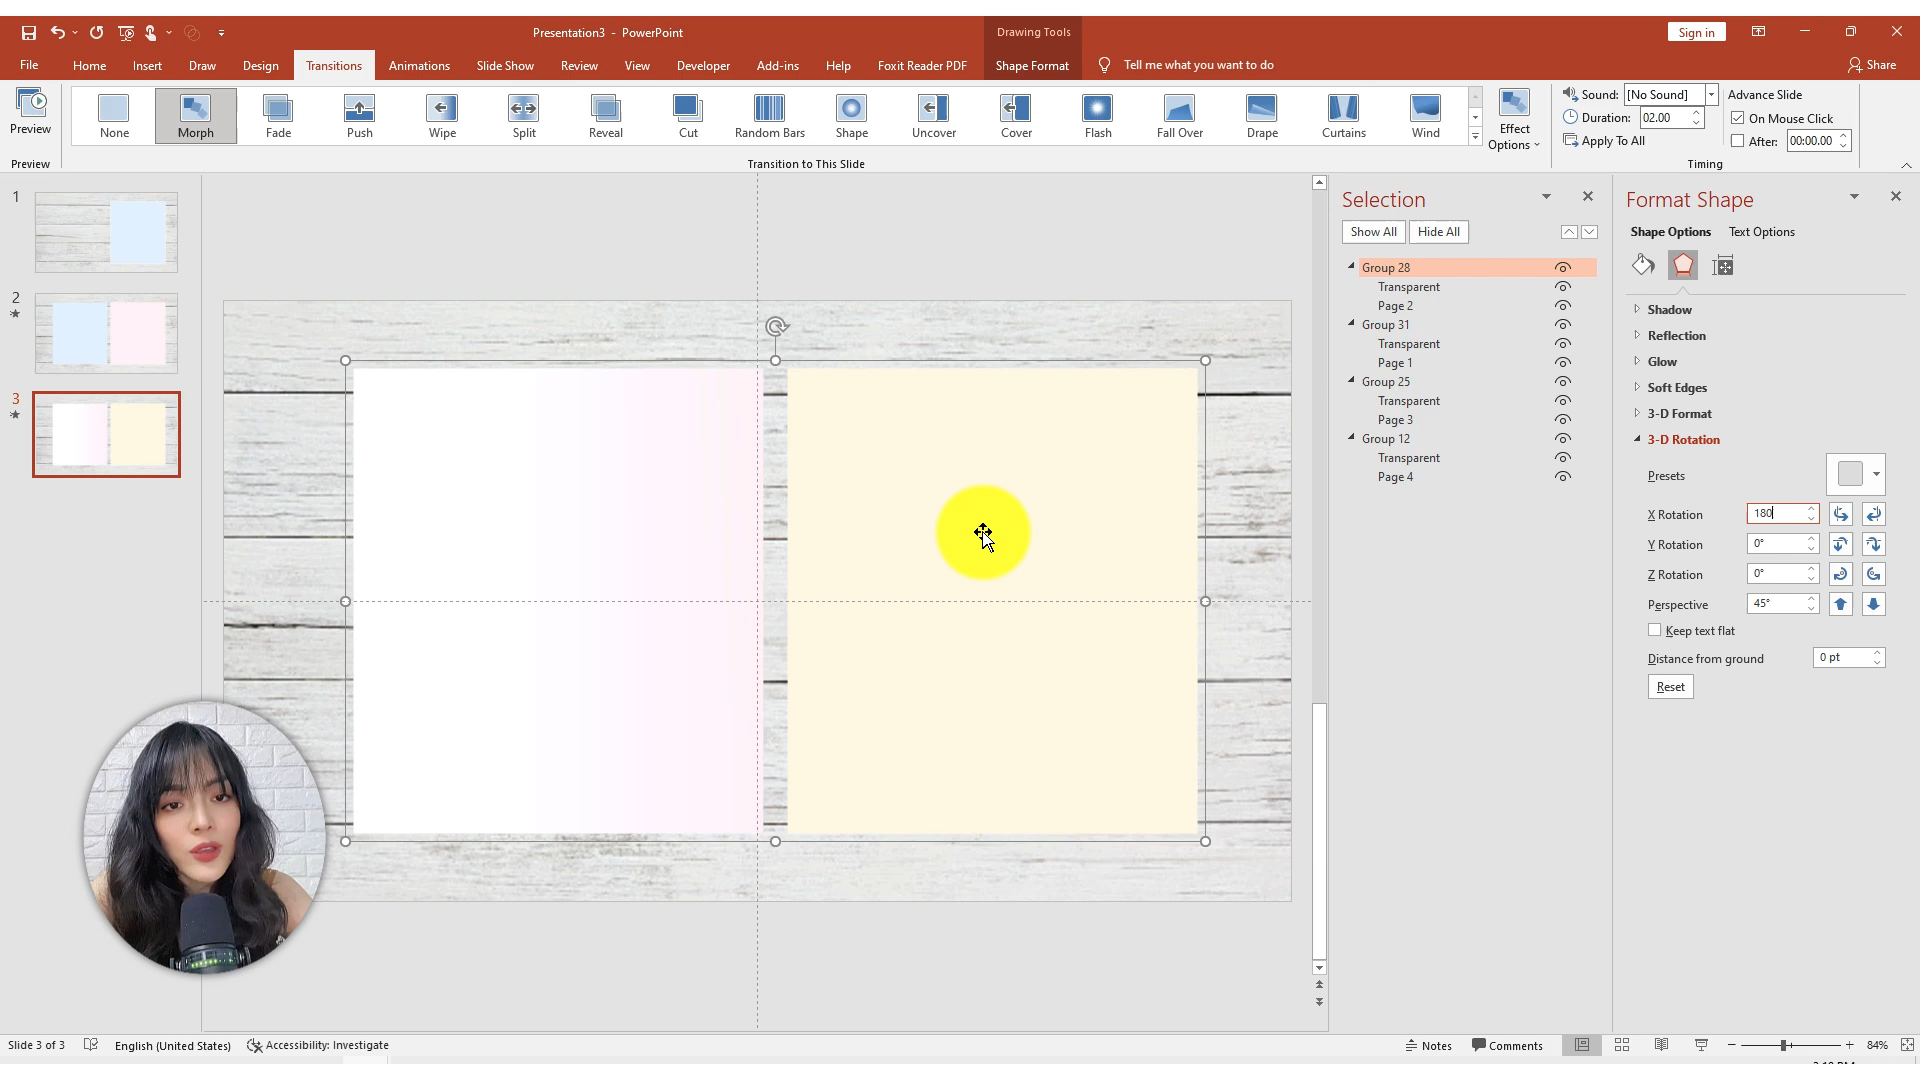 Presentation3 - PowerPoint
Drawing Tools
Sign in
File Home Insert Draw Design Transitions Animations Slide Show Review View Developer Add-ins Help Foxit Reader PDF Shape Format Tell me what you want to do Share
Preview
None Morph Fade Push Wipe Split Reveal Cut Random Bars Shape Uncover Cover Flash Fall Over Drape Curtains Wind
Effect
Options
Sound: [No Sound]
Duration: 02.00
Apply To All
Advance Slide
On Mouse Click
After: 00:00.00
Preview
Transition to This Slide
Timing
1
2
3
Selection
Show All Hide All
Group 28
Transparent
Page 2
Group 31
Transparent
Page 1
Group 25
Transparent
Page 3
Group 12
Transparent
Page 4
Format Shape
Shape Options Text Options
Shadow
Reflection
Glow
Soft Edges
3-D Format
3-D Rotation
Presets
X Rotation 180
Y Rotation 0°
Z Rotation 0°
Perspective 45°
Keep text flat
Distance from ground 0 pt
Reset
Slide 3 of 3 English (United States) Accessibility: Investigate Notes Comments 84%